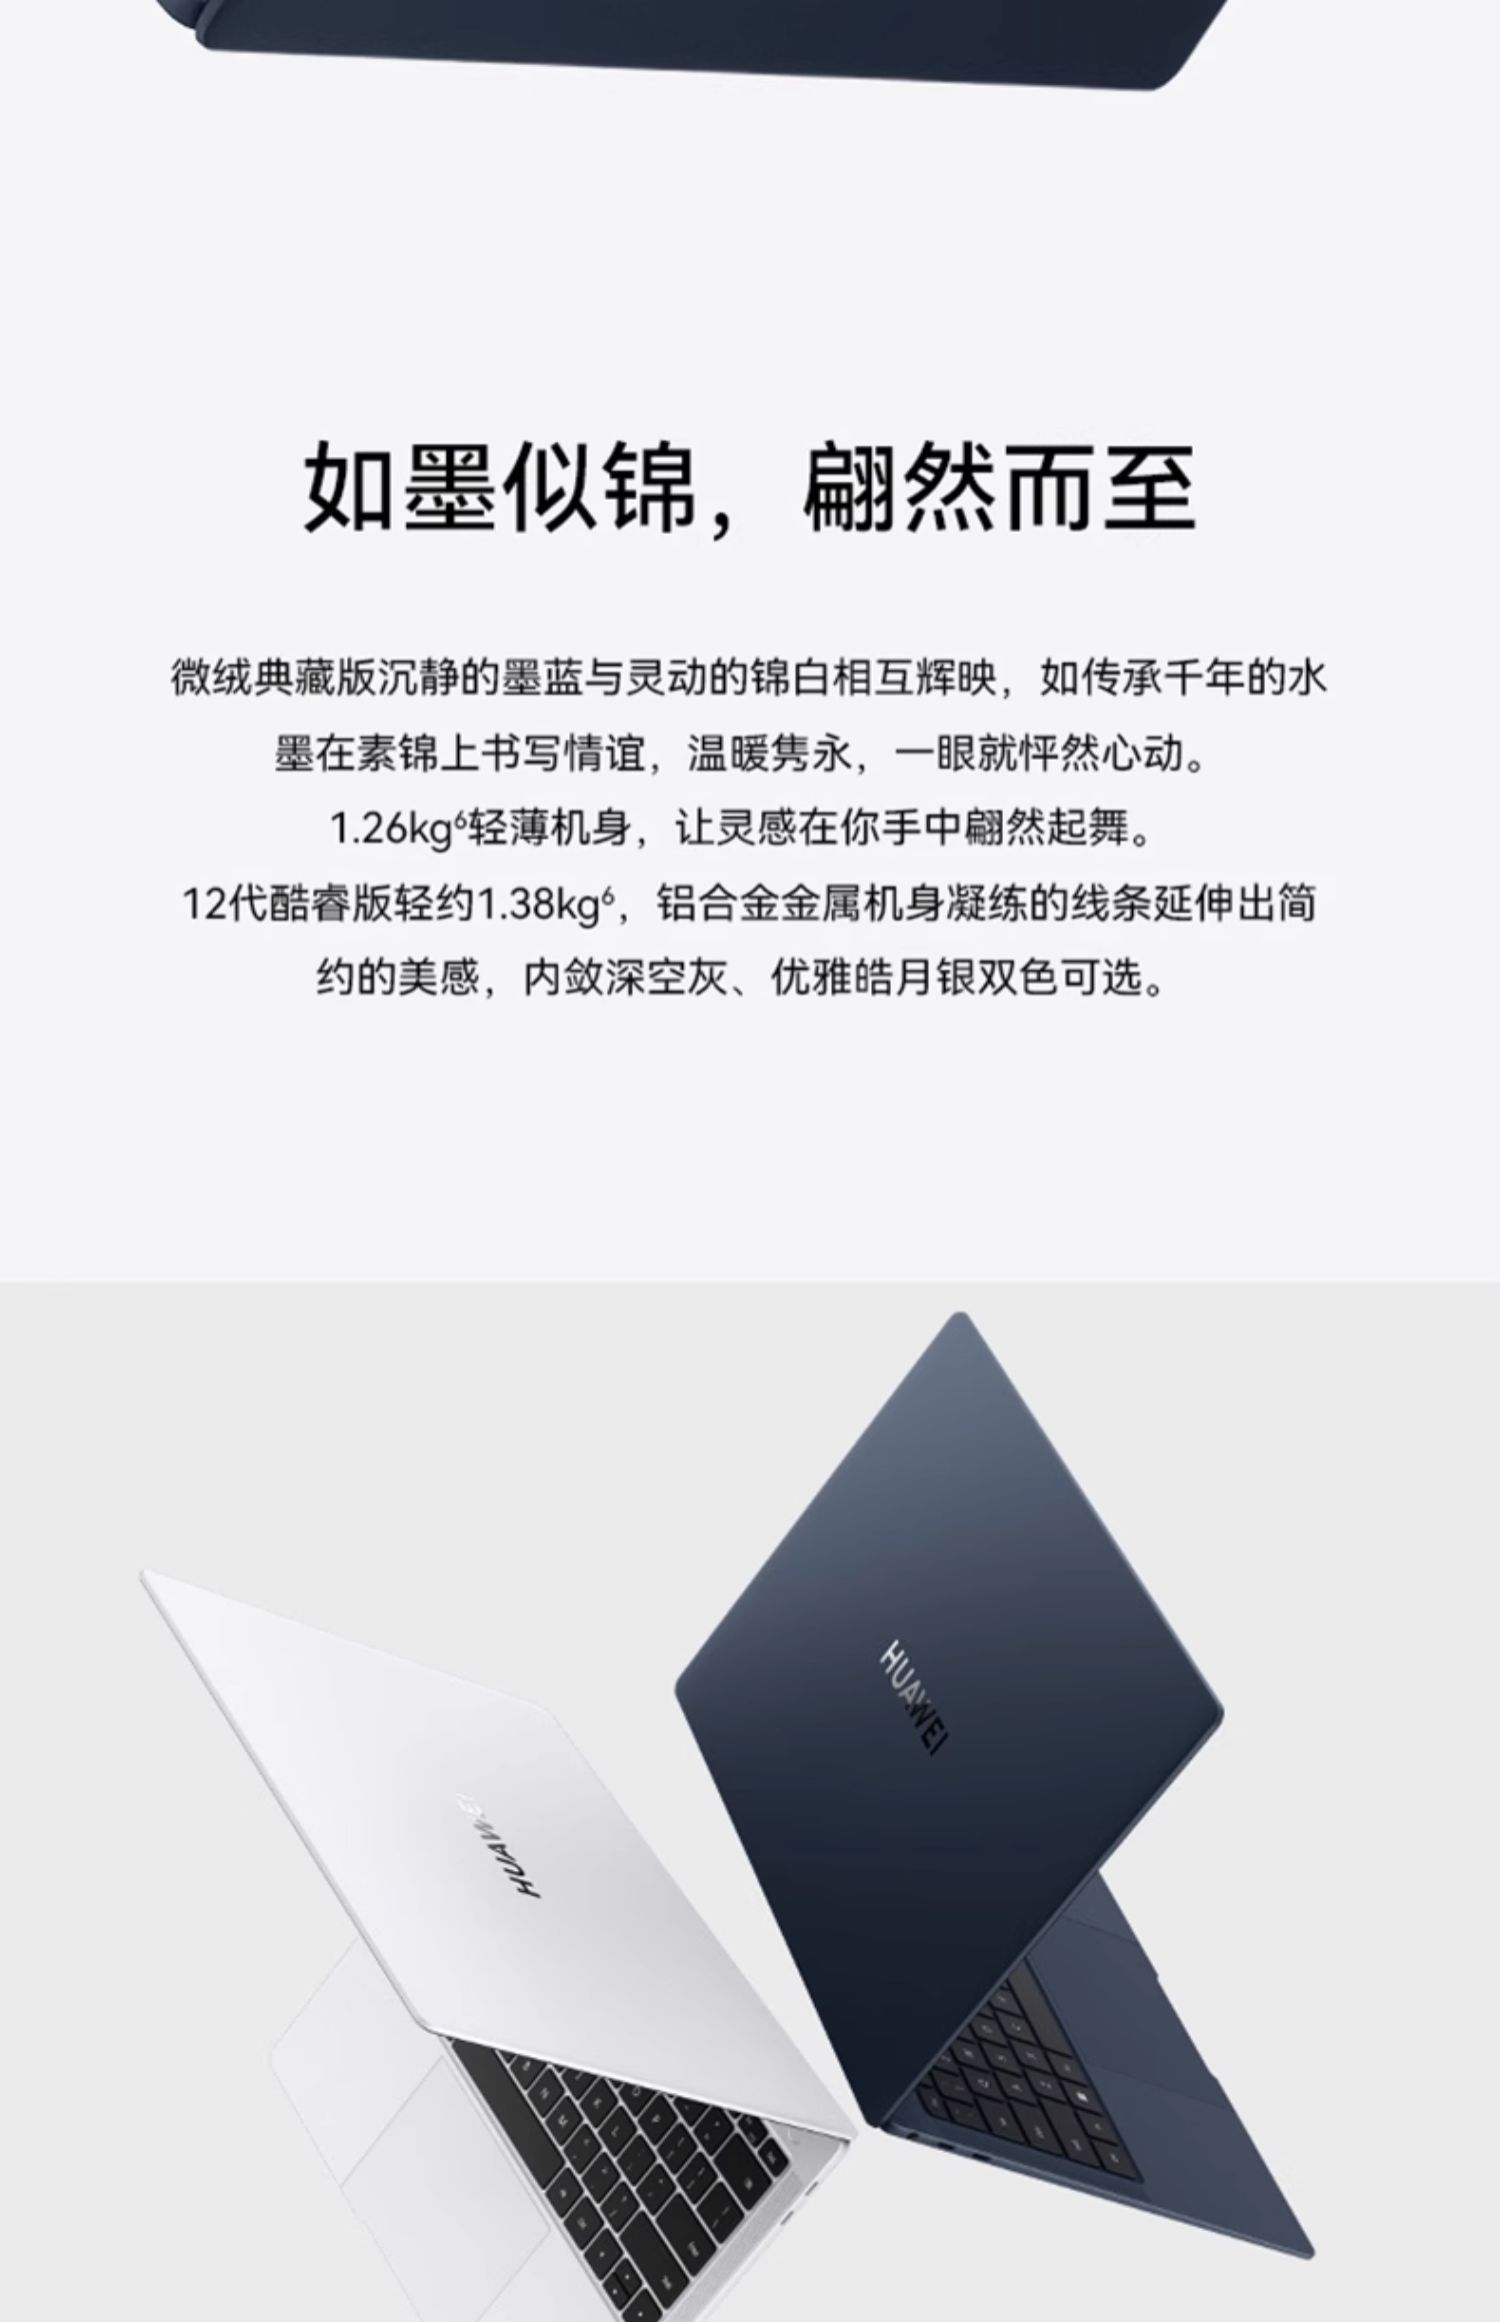 如墨似锦，翩然而至
微绒典藏版沉静的墨蓝与灵动的锦白相互辉映，如传承千年的水
墨在素锦上书写情谊，温暖隽永，一眼就怦然心动。
1.26kg⁶轻薄机身，让灵感在你手中翩然起舞。
12代酷睿版轻约1.38kg⁶，铝合金金属机身凝练的线条延伸出简
约的美感，内敛深空灰、优雅皓月银双色可选。
HUAWEI
HUAWEI